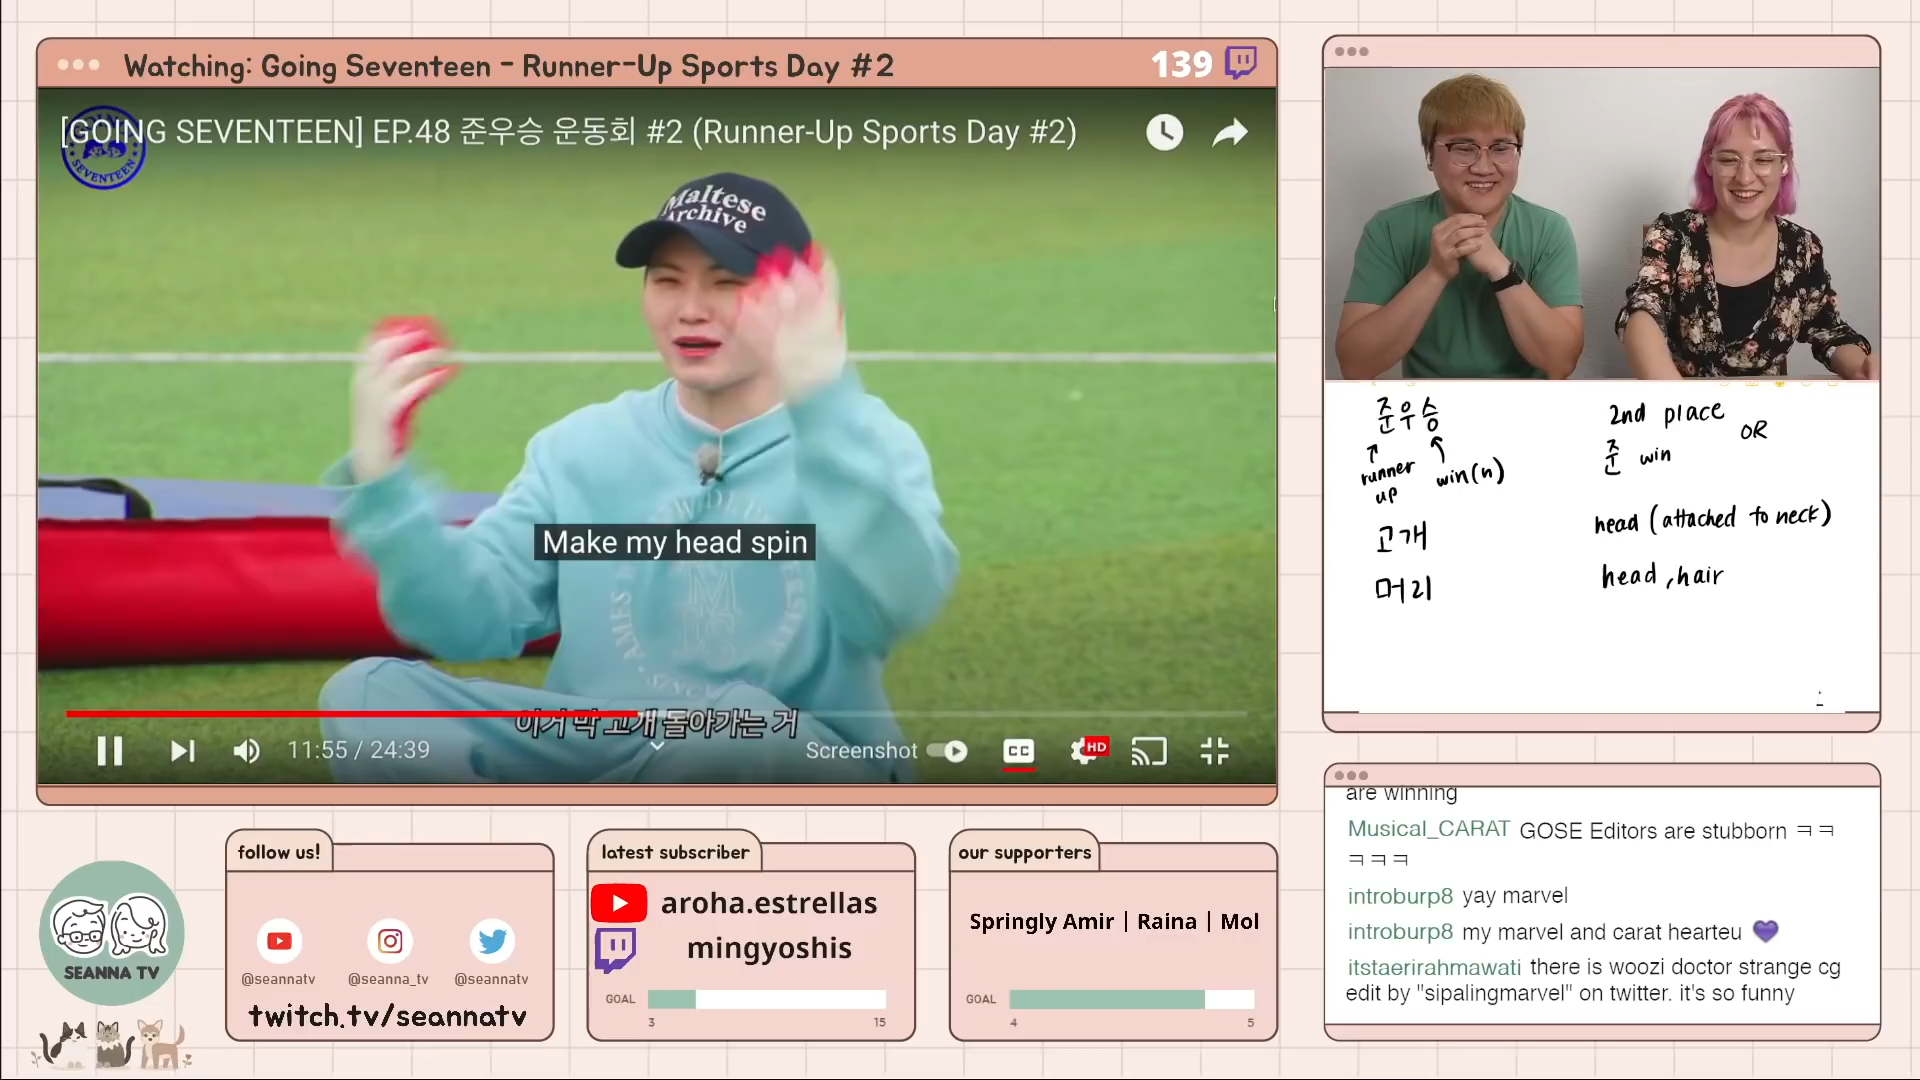 Watching: Going Seventeen - Runner-Up Sports Day #2
139
[GOING SEVENTEEN] EP.48 준우승 운동회 #2 (Runner-Up Sports Day #2)
SEVENTEEN
Maltese
Archive
Make my head spin
이거 막 고개 돌아가는 거
11:55 / 24:39
Screenshot
CC
HD
준우승
runner
up
win(n)
2nd place
OR
준 win
고개
head (attached to neck)
머리
head, hair
are winning
Musical_CARAT GOSE Editors are stubborn ㅋㅋ
ㅋㅋㅋ
introburp8 yay marvel
introburp8 my marvel and carat hearteu 💜
itstaerirahmawati there is woozi doctor strange cg
edit by "sipalingmarvel" on twitter. it's so funny
SEANNA TV
follow us!
@seannatv
@seanna_tv
@seannatv
twitch.tv/seannatv
latest subscriber
aroha.estrellas
mingyoshis
GOAL
3
15
our supporters
Springly Amir | Raina | Mol
GOAL
4
5